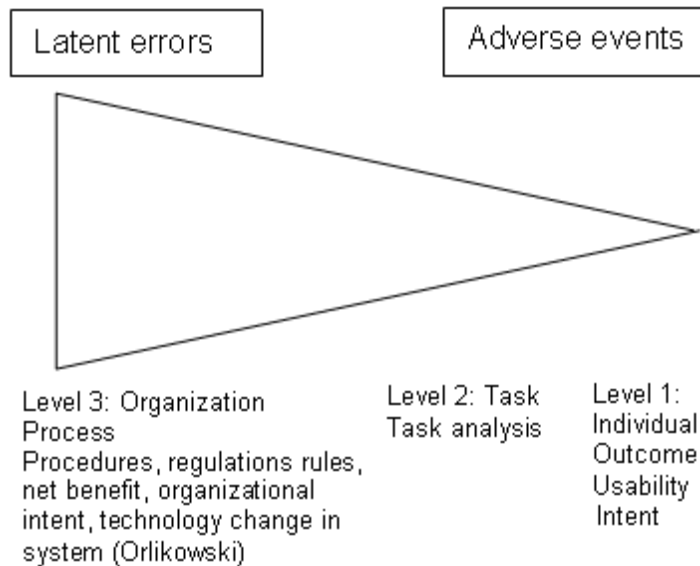 Latent errors
Adverse events
Level 3: Organization
Process
Procedures, regulations rules,
net benefit, organizational
intent, technology change in
system (Orlikowski)
Level 2: Task
Task analysis
Level 1:
Individual
Outcome
Usability
Intent